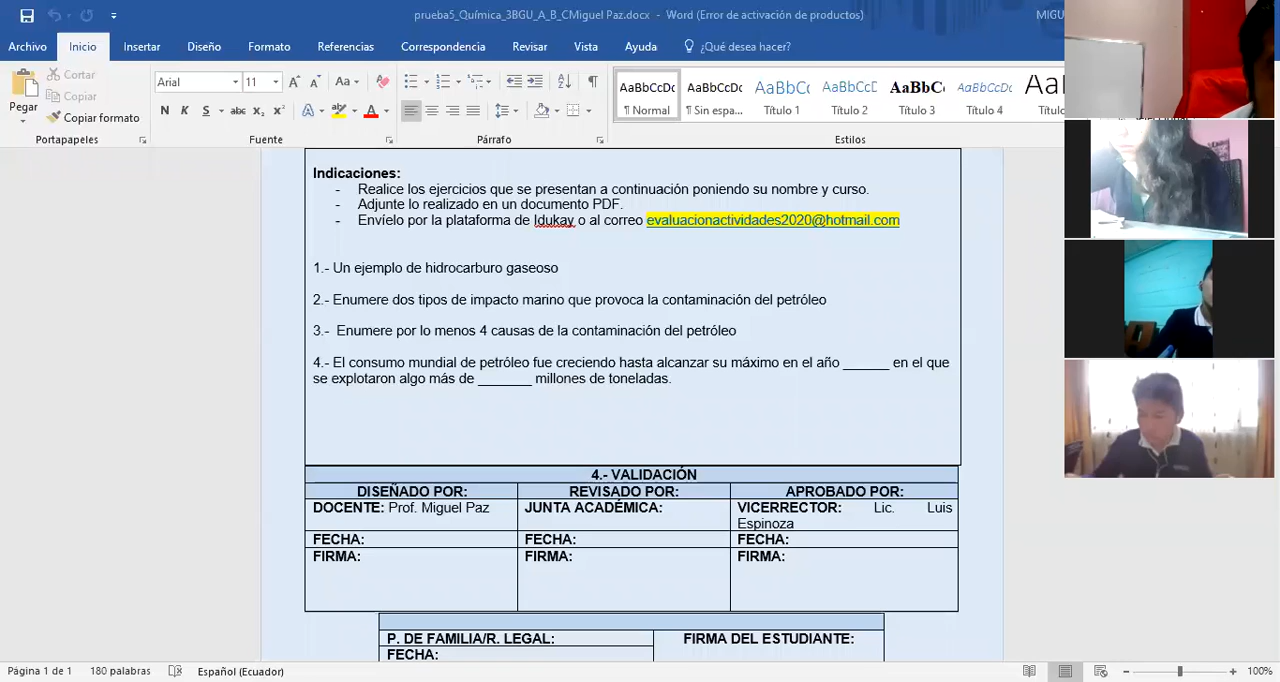 prueba5_Química_3BGU_A_B_CMiguel Paz.docx - Word (Error de activación de productos)
MIGU
Archivo Inicio Insertar Diseño Formato Referencias Correspondencia Revisar Vista Ayuda ¿Qué desea hacer?
Pegar
Cortar
Copiar
Copiar formato
Portapapeles
Arial 11
Fuente
Párrafo
AaBbCcDc AaBbCcDc AaBbCc AaBbCcD AaBbC AaBbCcDc Aa
¶ Normal ¶ Sin espa... Título 1 Título 2 Título 3 Título 4 Título
Estilos
Indicaciones:
- Realice los ejercicios que se presentan a continuación poniendo su nombre y curso.
- Adjunte lo realizado en un documento PDF.
- Envíelo por la plataforma de Idukay o al correo evaluacionactividades2020@hotmail.com
1.- Un ejemplo de hidrocarburo gaseoso
2.- Enumere dos tipos de impacto marino que provoca la contaminación del petróleo
3.- Enumere por lo menos 4 causas de la contaminación del petróleo
4.- El consumo mundial de petróleo fue creciendo hasta alcanzar su máximo en el año ______ en el que
se explotaron algo más de _______ millones de toneladas.
4.- VALIDACIÓN
DISEÑADO POR: REVISADO POR: APROBADO POR:
DOCENTE: Prof. Miguel Paz JUNTA ACADÉMICA: VICERRECTOR: Lic. Luis
Espinoza
FECHA: FECHA: FECHA:
FIRMA: FIRMA: FIRMA:
P. DE FAMILIA/R. LEGAL: FIRMA DEL ESTUDIANTE:
FECHA:
Página 1 de 1 180 palabras Español (Ecuador) 100%